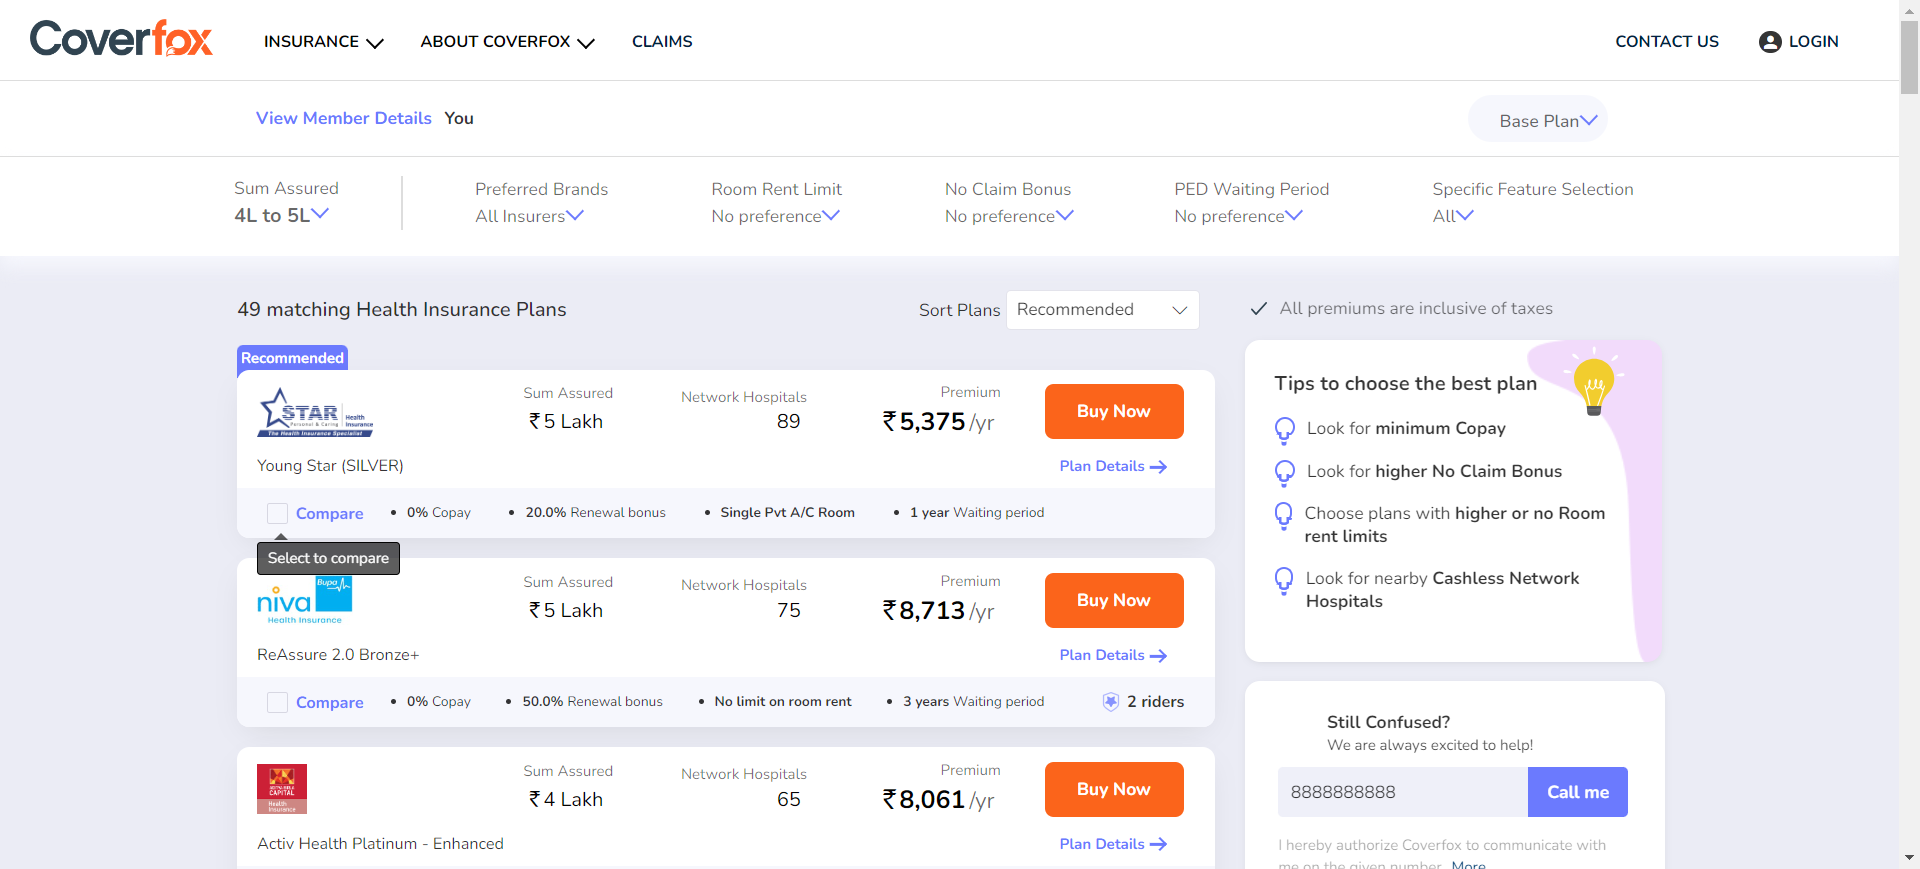 Coverfox
INSURANCE
ABOUT COVERFOX
CLAIMS
CONTACT US
LOGIN
View Member Details You
Base Plan
Sum Assured
4L to 5L
Preferred Brands
All Insurers
Room Rent Limit
No preference
No Claim Bonus
No preference
PED Waiting Period
No preference
Specific Feature Selection
All
49 matching Health Insurance Plans
Sort Plans
Recommended
Recommended
STAR Health Insurance
Personal & Caring
The Health Insurance Specialist
Young Star (SILVER)
Sum Assured
₹5 Lakh
Network Hospitals
89
Premium
₹5,375/yr
Buy Now
Plan Details
Compare
• 0% Copay
• 20.0% Renewal bonus
• Single Pvt A/C Room
• 1 year Waiting period
Select to compare
niva Bupa
Health Insurance
ReAssure 2.0 Bronze+
Sum Assured
₹5 Lakh
Network Hospitals
75
Premium
₹8,713/yr
Buy Now
Plan Details
Compare
• 0% Copay
• 50.0% Renewal bonus
• No limit on room rent
• 3 years Waiting period
2 riders
ADITYA BIRLA
CAPITAL
Health
Insurance
Activ Health Platinum - Enhanced
Sum Assured
₹4 Lakh
Network Hospitals
65
Premium
₹8,061/yr
Buy Now
Plan Details
All premiums are inclusive of taxes
Tips to choose the best plan
Look for minimum Copay
Look for higher No Claim Bonus
Choose plans with higher or no Room
rent limits
Look for nearby Cashless Network
Hospitals
Still Confused?
We are always excited to help!
8888888888
Call me
I hereby authorize Coverfox to communicate with
me on the given number. More